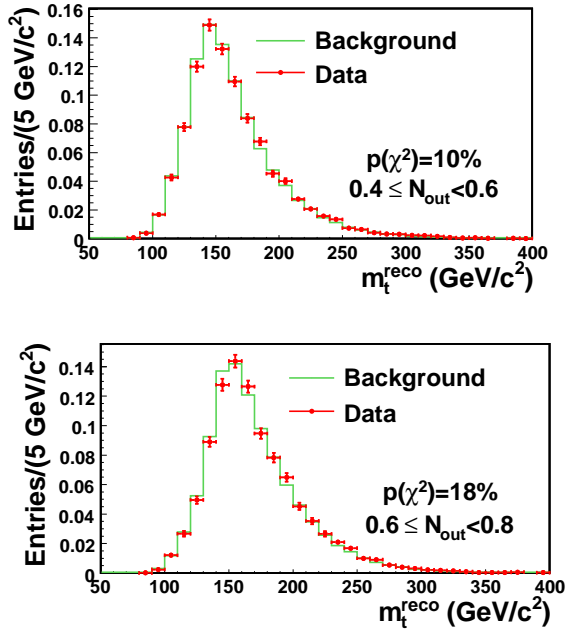 Entries/(5 GeV/c²)
0.16
0.14
0.12
0.1
0.08
0.06
0.04
0.02
0
Background
Data
p(χ²)=10%
0.4 ≤ N_out<0.6
50 100 150 200 250 300 350 400
m_t^reco (GeV/c²)
Entries/(5 GeV/c²)
0.14
0.12
0.1
0.08
0.06
0.04
0.02
0
Background
Data
p(χ²)=18%
0.6 ≤ N_out<0.8
50 100 150 200 250 300 350 400
m_t^reco (GeV/c²)